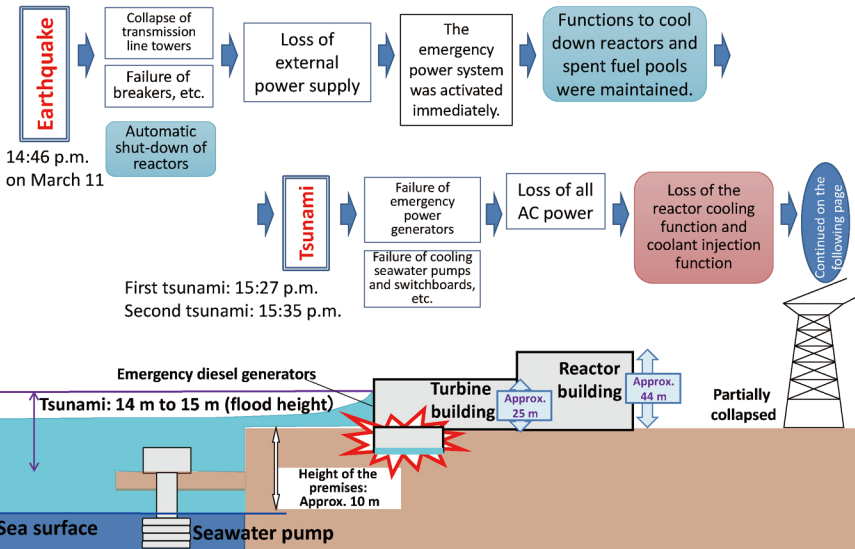 Earthquake
14:46 p.m.
on March 11
Collapse of
transmission
line towers
Failure of
breakers, etc.
Automatic
shut-down of
reactors
Loss of
external
power supply
The
emergency
power system
was activated
immediately.
Functions to cool
down reactors and
spent fuel pools
were maintained.
Tsunami
First tsunami: 15:27 p.m.
Second tsunami: 15:35 p.m.
Failure of
emergency
power
generators
Failure of cooling
seawater pumps
and switchboards,
etc.
Loss of all
AC power
Loss of the
reactor cooling
function and
coolant injection
function
Continued on the
following page
Emergency diesel generators
Tsunami: 14 m to 15 m (flood height)
Turbine
building
Approx.
25 m
Reactor
building
Approx.
44 m
Partially
collapsed
Height of the
premises:
Approx. 10 m
Sea surface
Seawater pump